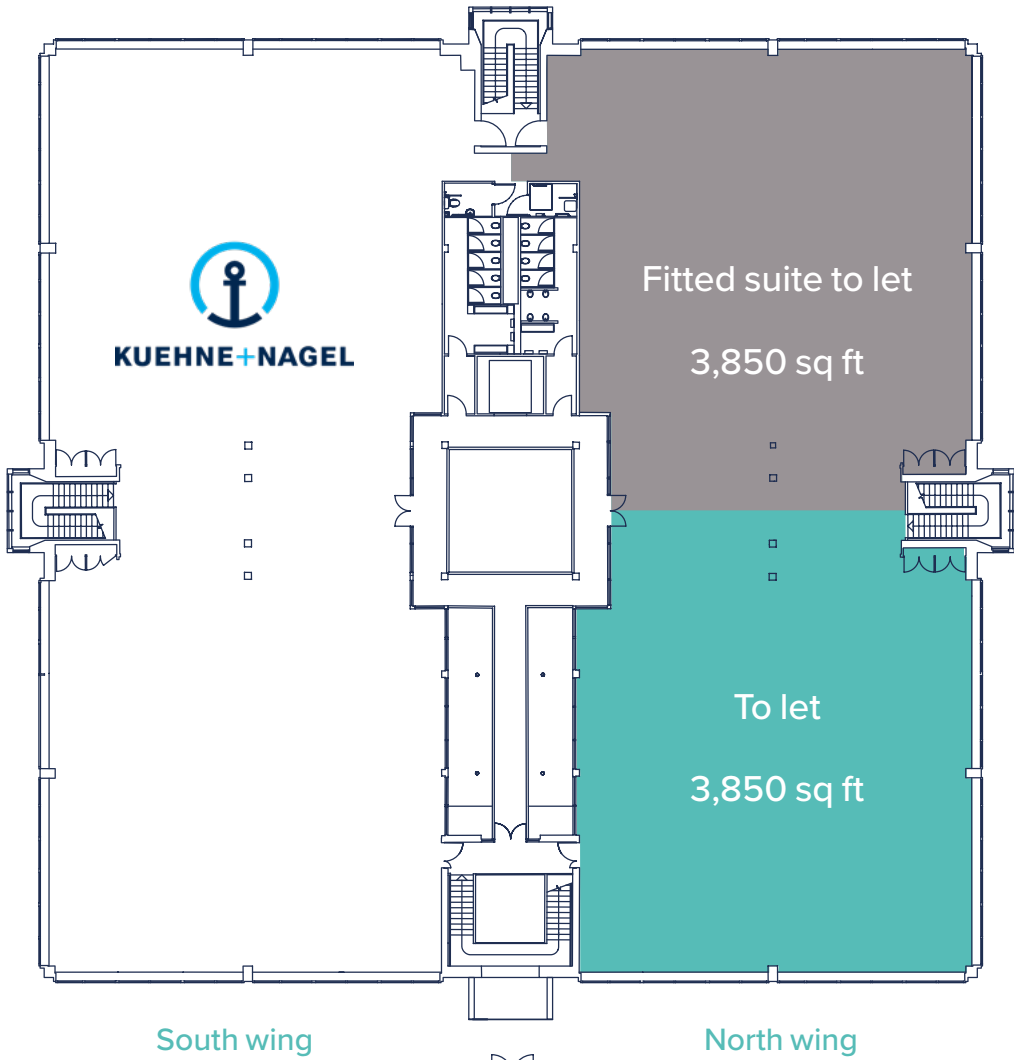 Fitted suite to let
3,850 sq ft
KUEHNE+NAGEL
To let
3,850 sq ft
South wing
North wing